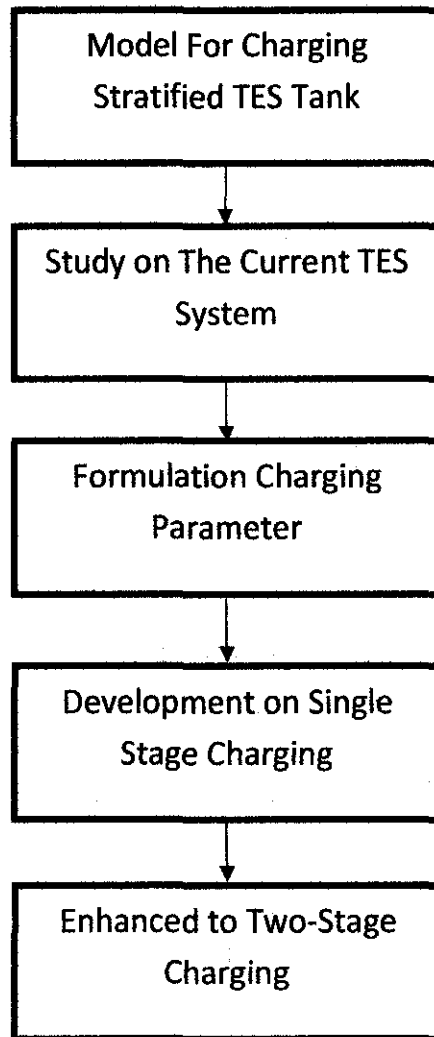 Model For Charging
Stratified TES Tank
Study on The Current TES
System
Formulation Charging
Parameter
Development on Single
Stage Charging
Enhanced to Two-Stage
Charging